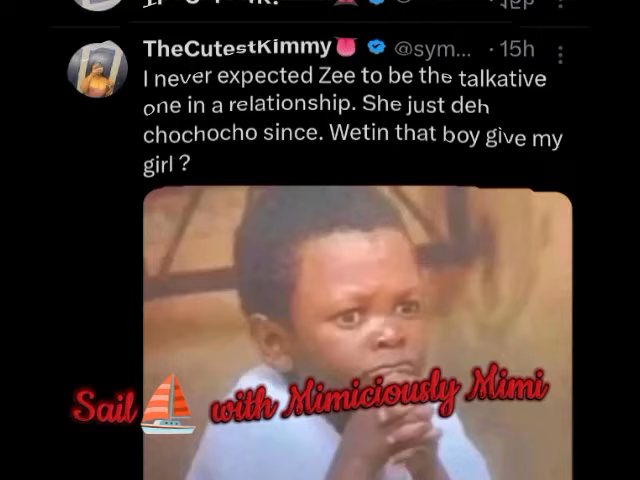 TheCutestKimmy👅 @sym... · 15h
I never expected Zee to be the talkative
one in a relationship. She just deh
chochocho since. Wetin that boy give my
girl ?
Sail with Mimiciously Mimi